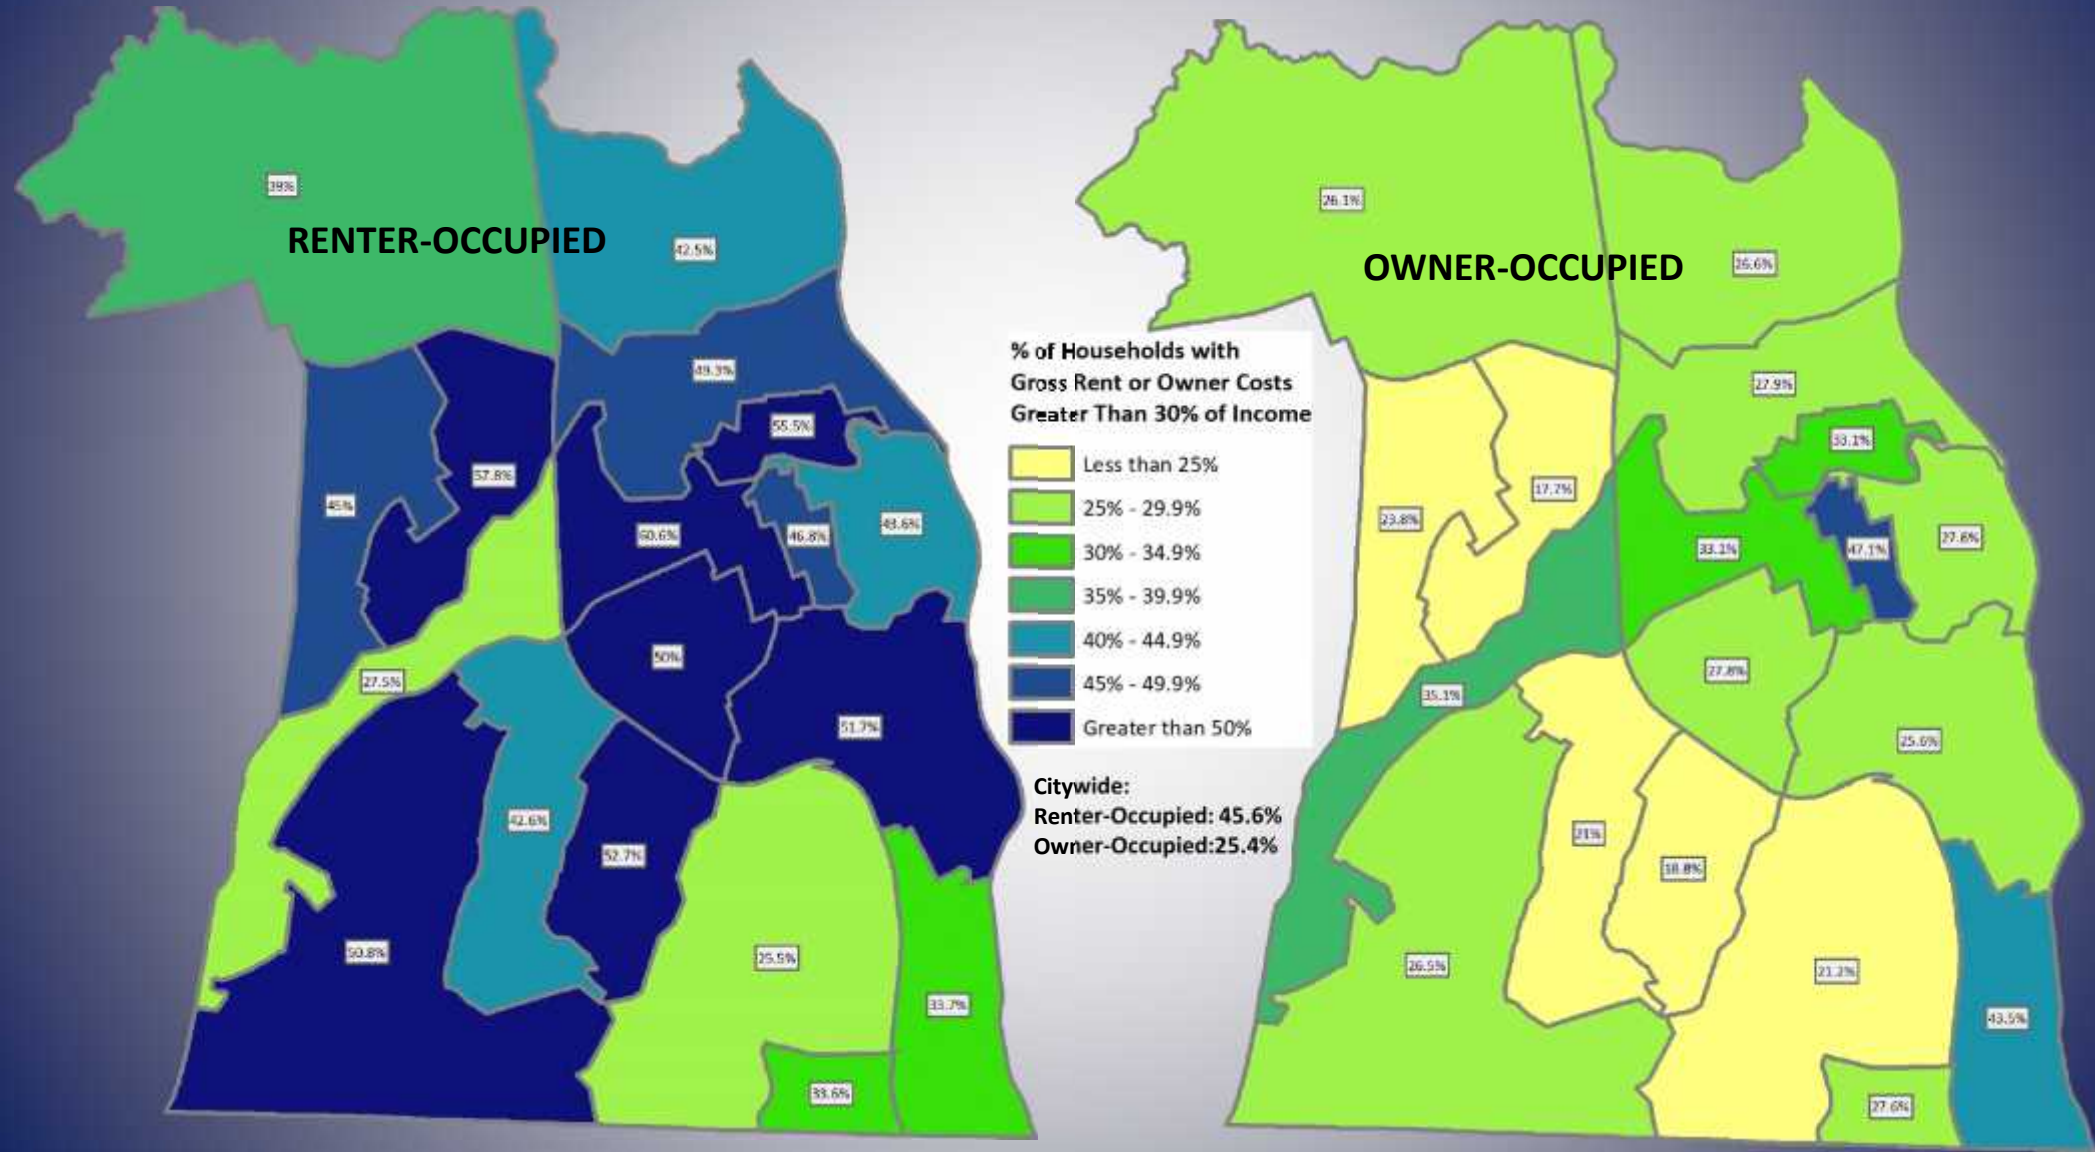 39%
RENTER-OCCUPIED
42.5%
49.3%
55.5%
57.8%
45%
60.6%
46.8%
43.6%
50%
27.5%
51.7%
42.6%
52.7%
50.8%
25.5%
33.7%
33.6%
% of Households with
Gross Rent or Owner Costs
Greater Than 30% of Income
Less than 25%
25% - 29.9%
30% - 34.9%
35% - 39.9%
40% - 44.9%
45% - 49.9%
Greater than 50%
Citywide:
Renter-Occupied: 45.6%
Owner-Occupied:25.4%
26.1%
OWNER-OCCUPIED
26.6%
27.9%
33.1%
17.7%
23.8%
33.1%
47.1%
27.6%
27.8%
35.1%
25.6%
21%
18.8%
26.5%
21.2%
43.5%
27.6%